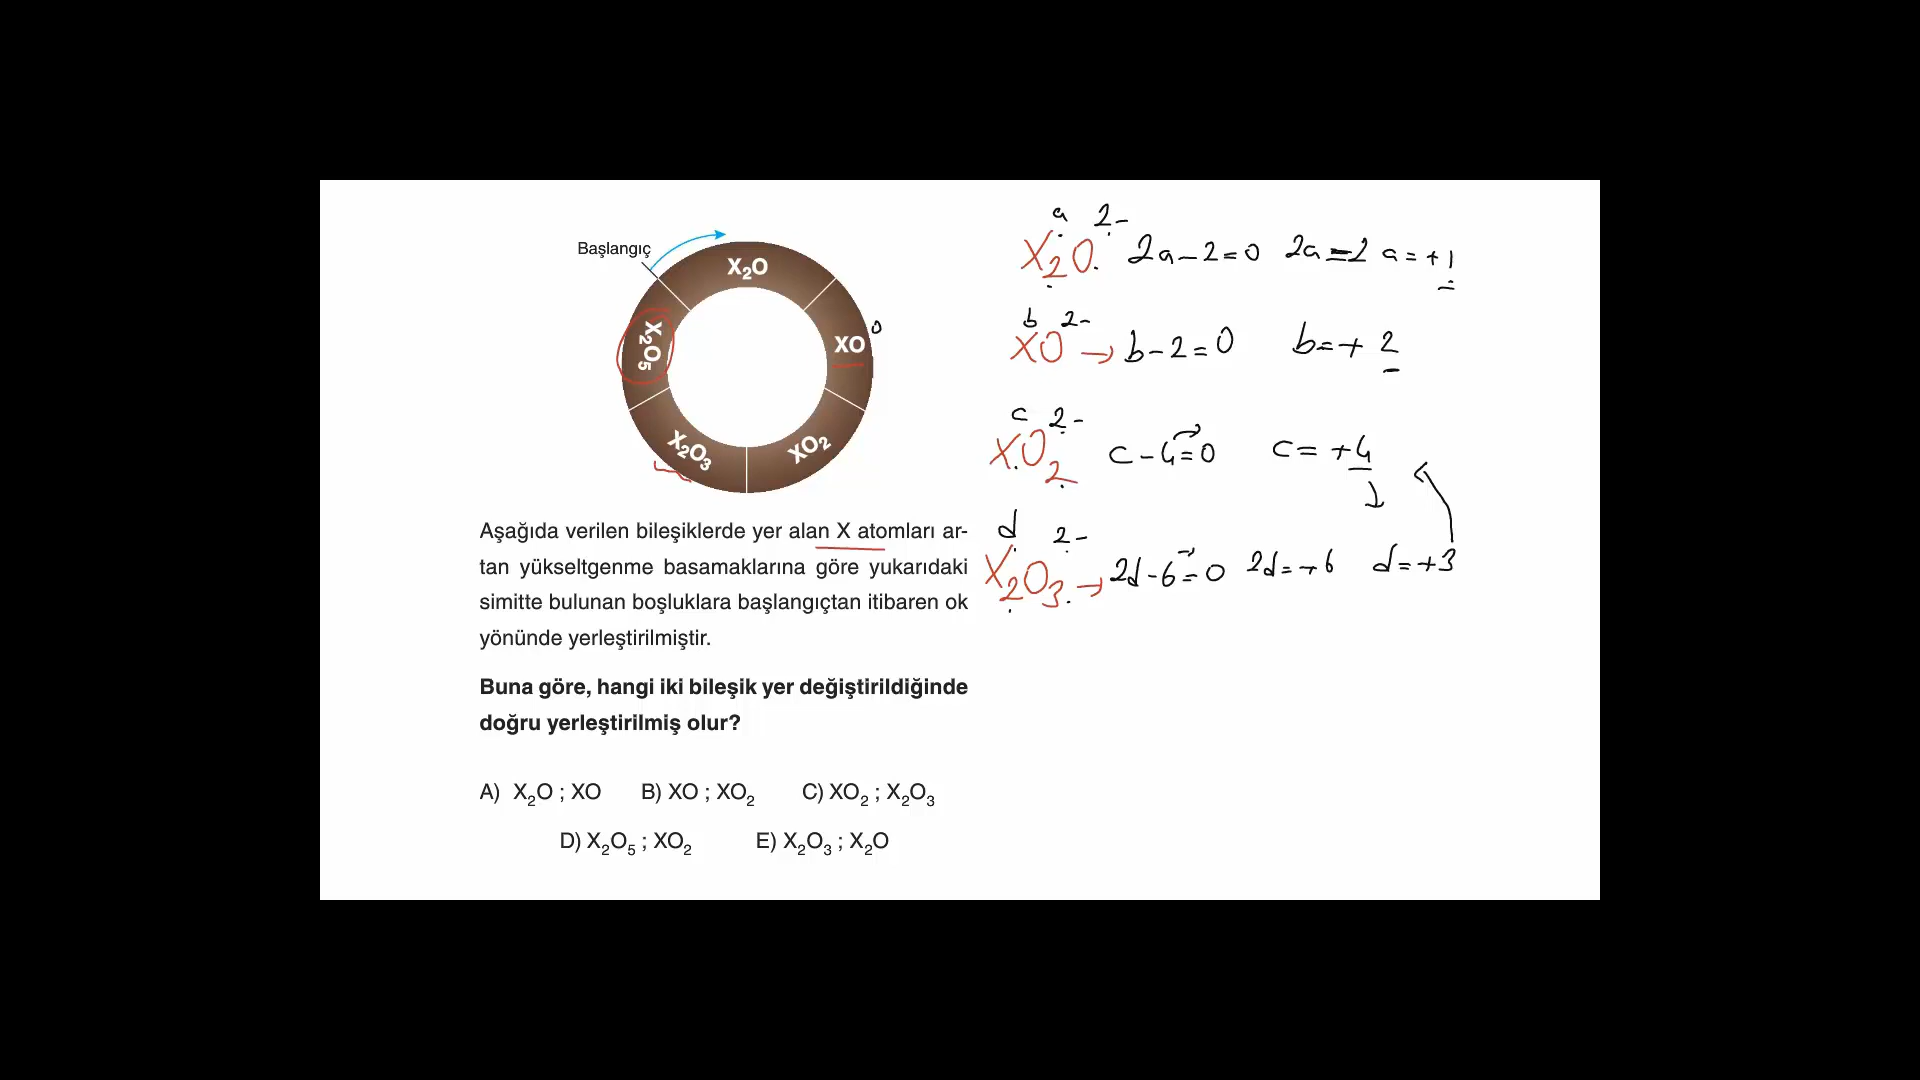 Başlangıç
X₂O
XO
0
X₂O₅
X₂O₃
XO₂
Aşağıda verilen bileşiklerde yer alan X atomları ar-
tan yükseltgenme basamaklarına göre yukarıdaki
simitte bulunan boşluklara başlangıçtan itibaren ok
yönünde yerleştirilmiştir.
Buna göre, hangi iki bileşik yer değiştirildiğinde
doğru yerleştirilmiş olur?
A) X₂O ; XO B) XO ; XO₂ C) XO₂ ; X₂O₃
D) X₂O₅ ; XO₂ E) X₂O₃ ; X₂O
a 2-
X₂O. 2a-2=0 2a=2 a=+1
b 2-
XO → b-2=0 b=+2
c 2-
XO₂ c-4=0 c=+4
d 2-
X₂O₃ → 2d-6=0 2d=+6 d=+3